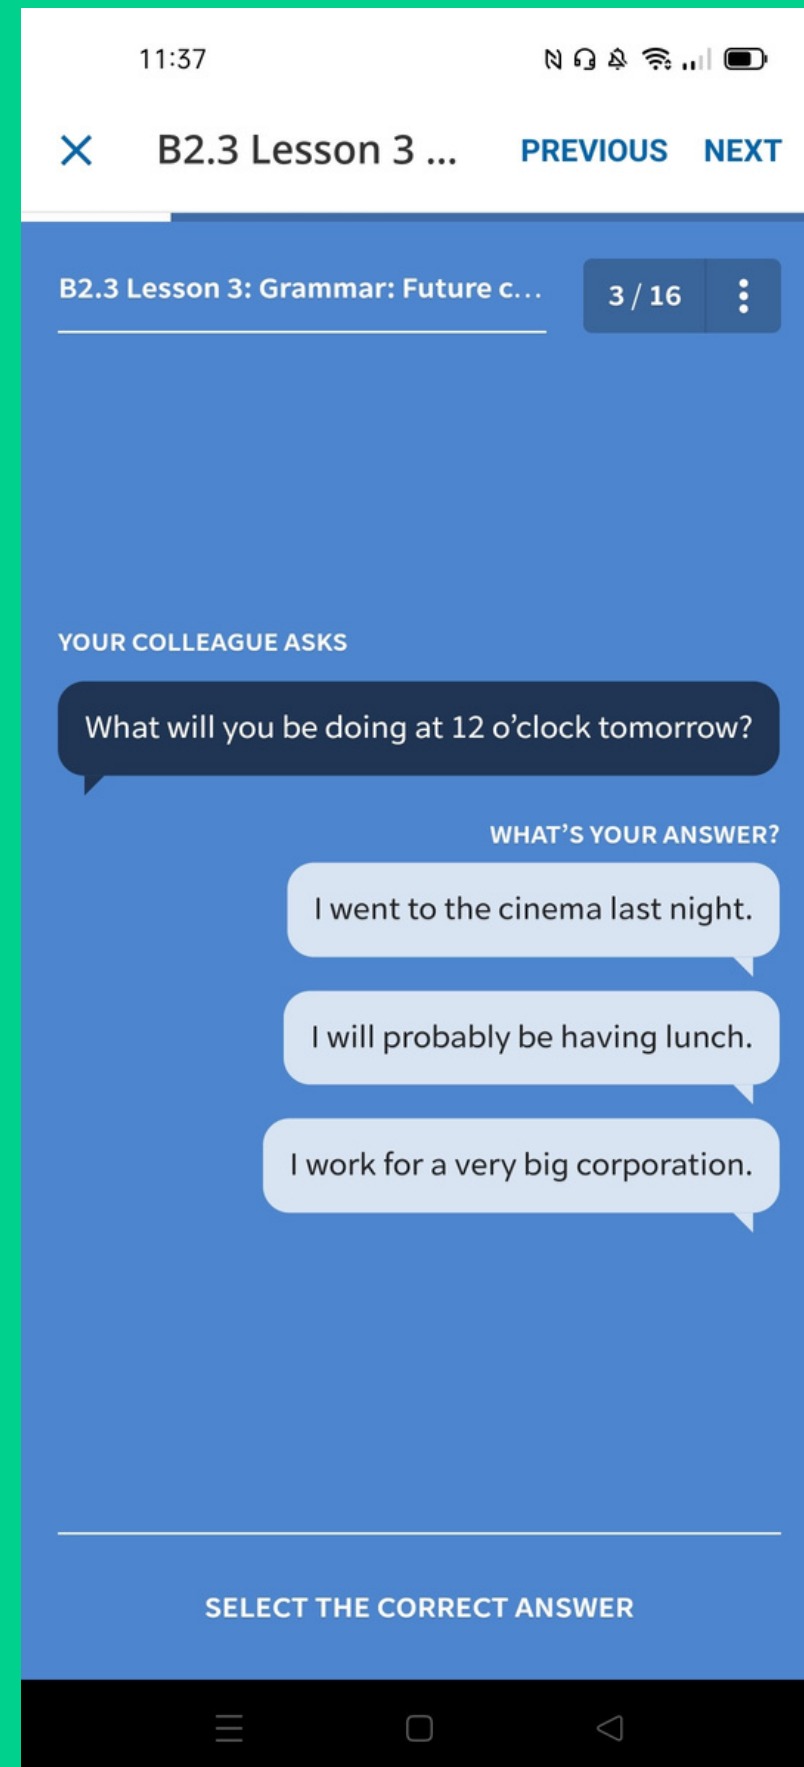 11:37
B2.3 Lesson 3 ...
PREVIOUS
NEXT
B2.3 Lesson 3: Grammar: Future c...
3 / 16
YOUR COLLEAGUE ASKS
What will you be doing at 12 o’clock tomorrow?
WHAT’S YOUR ANSWER?
I went to the cinema last night.
I will probably be having lunch.
I work for a very big corporation.
SELECT THE CORRECT ANSWER